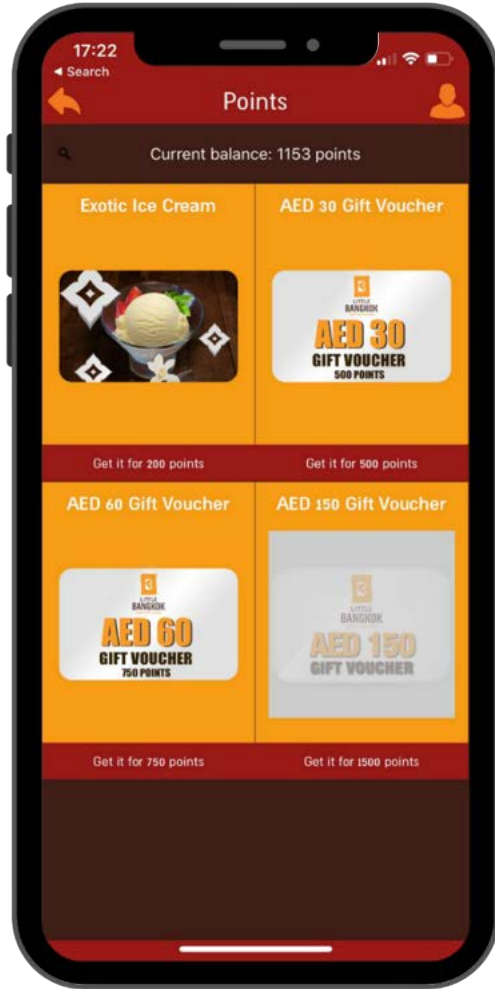 17:22
◀ Search
Points
Current balance: 1153 points
Exotic Ice Cream
AED 30 Gift Voucher
LITTLE
BANGKOK
AED 30
GIFT VOUCHER
500 POINTS
Get it for 200 points
Get it for 500 points
AED 60 Gift Voucher
AED 150 Gift Voucher
LITTLE
BANGKOK
AED 60
GIFT VOUCHER
750 POINTS
LITTLE
BANGKOK
AED 150
GIFT VOUCHER
Get it for 750 points
Get it for 1500 points